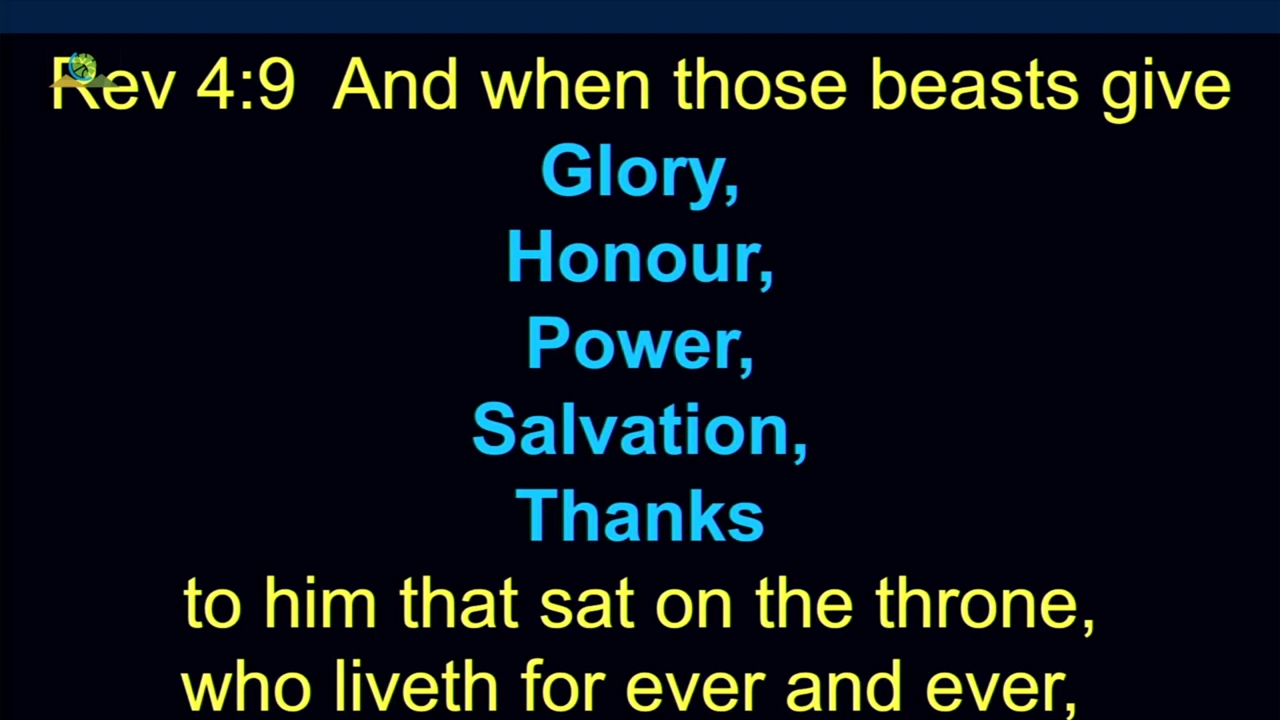 Rev 4:9 And when those beasts give
Glory,
Honour,
Power,
Salvation,
Thanks
to him that sat on the throne,
who liveth for ever and ever,